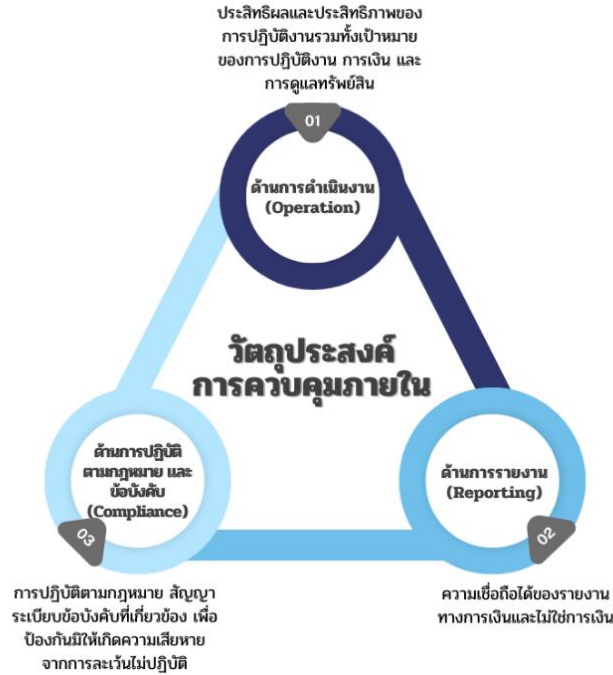 ประสิทธิผลและประสิทธิภาพของ
การปฏิบัติงานรวมทั้งเป้าหมาย
ของการปฏิบัติงาน การเงิน และ
การดูแลทรัพย์สิน
01
ด้านการดำเนินงาน
(Operation)
วัตถุประสงค์
การควบคุมภายใน
ด้านการปฏิบัติ
ตามกฎหมาย และ
ข้อบังคับ
(Compliance)
03
ด้านการรายงาน
(Reporting)
02
การปฏิบัติตามกฎหมาย สัญญา
ระเบียบข้อบังคับที่เกี่ยวข้อง เพื่อ
ป้องกันมิให้เกิดความเสียหาย
จากการละเว้นไม่ปฏิบัติ
ความเชื่อถือได้ของรายงาน
ทางการเงินและไม่ใช่การเงิน